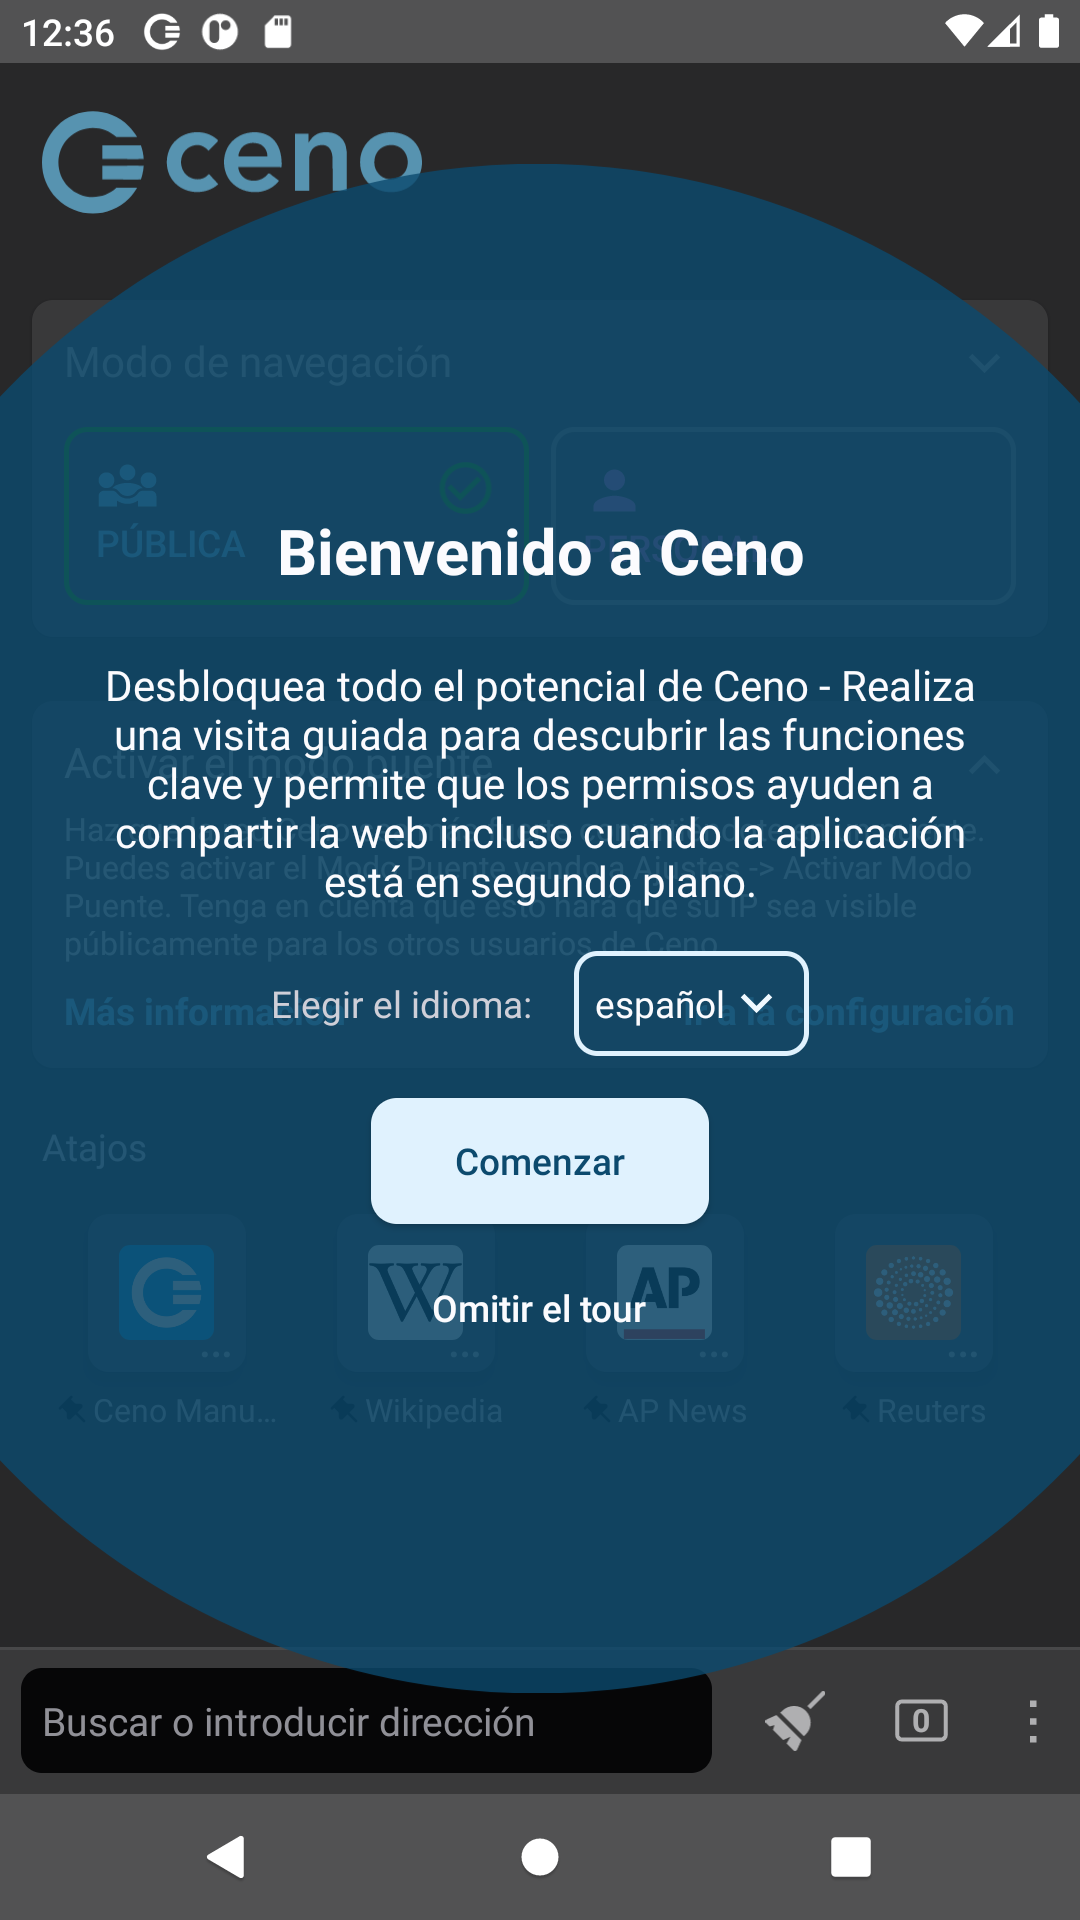 12:36
ceno
Modo de navegación
PÚBLICA
PERSONAL
Bienvenido a Ceno
Desbloquea todo el potencial de Ceno - Realiza
una visita guiada para descubrir las funciones
clave y permite que los permisos ayuden a
compartir la web incluso cuando la aplicación
está en segundo plano.
Activar el modo puente
Puedes activar el Modo Puente yendo a Ajustes -> Activar Modo
Puente. Tenga en cuenta que esto hará que su IP sea visible
públicamente para los otros usuarios de Ceno
Elegir el idioma:
español
Más información
Ir a la configuración
Comenzar
Atajos
W
AP
Omitir el tour
Ceno Manu...
Wikipedia
AP News
Reuters
Buscar o introducir dirección
0